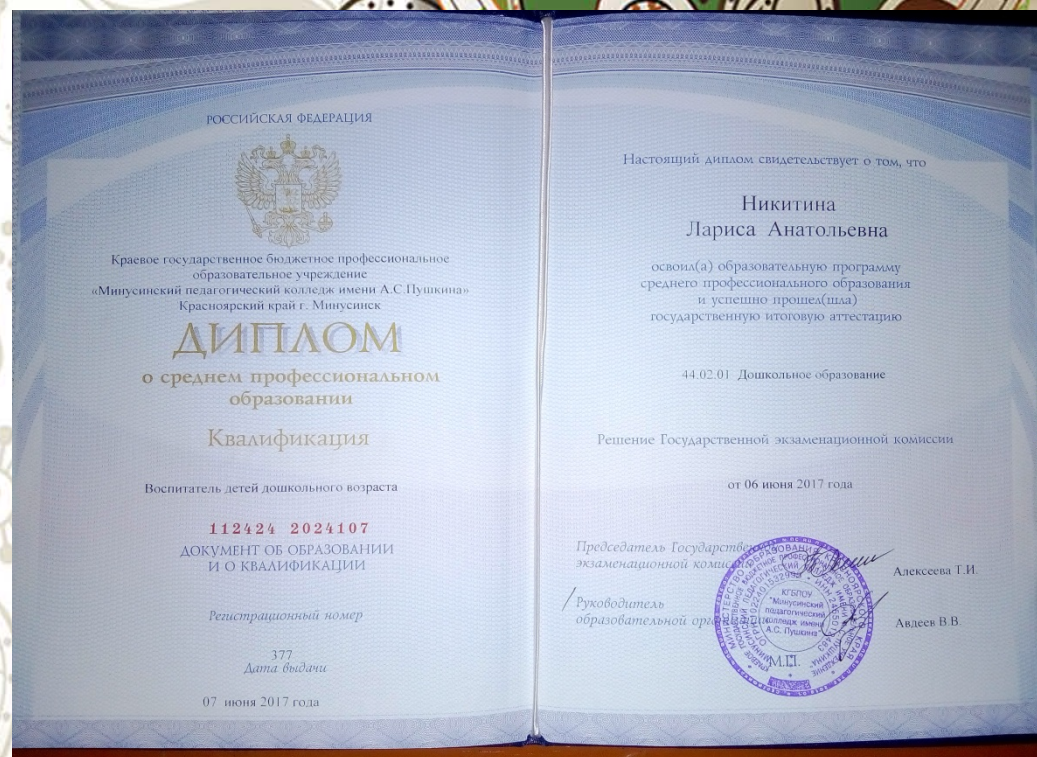 РОССИЙСКАЯ ФЕДЕРАЦИЯ
Краевое государственное бюджетное профессиональное
образовательное учреждение
«Минусинский педагогический колледж имени А.С.Пушкина»
Красноярский край г. Минусинск
ДИПЛОМ
о среднем профессиональном
образовании
Квалификация
Воспитатель детей дошкольного возраста
112424 2024107
ДОКУМЕНТ ОБ ОБРАЗОВАНИИ
И О КВАЛИФИКАЦИИ
Регистрационный номер
377
Дата выдачи
07 июня 2017 года
Настоящий диплом свидетельствует о том, что
Никитина
Лариса Анатольевна
освоил(а) образовательную программу
среднего профессионального образования
и успешно прошел(шла)
государственную итоговую аттестацию
44.02.01 Дошкольное образование
Решение Государственной экзаменационной комиссии
от 06 июня 2017 года
Председатель Государственной
экзаменационной комиссии
Алексеева Т.И.
Руководитель
образовательной организации
Авдеев В.В.
КГБПОУ
"Минусинский
педагогический
колледж имени
А.С. Пушкина"
М.П.